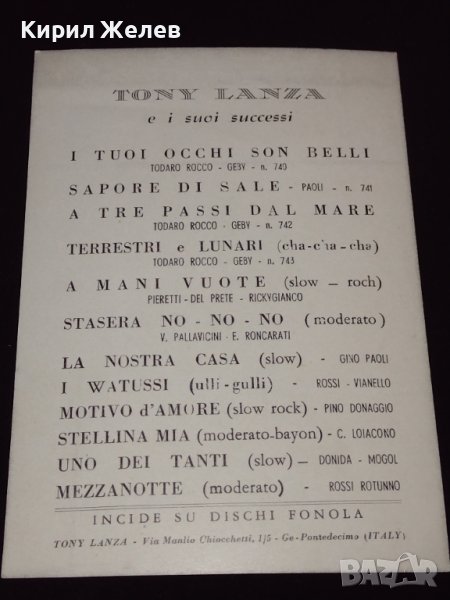 Кирил Желев
TONY LANZA
e i suoi successi
I TUOI OCCHI SON BELLI
TODARO ROCCO - GEBY - n. 740
SAPORE DI SALE - PAOLI - n. 741
A TRE PASSI DAL MARE
TODARO ROCCO - GEBY - n. 742
TERRESTRI e LUNARI (cha-cha-cha)
TODARO ROCCO - GEBY - n. 743
A MANI VUOTE (slow - roch)
PIERETTI - DEL PRETE - RICKYGIANCO
STASERA NO - NO - NO (moderato)
V. PALLAVICINI - E. RONCARATI
LA NOSTRA CASA (slow) - GINO PAOLI
I WATUSSI (ulli-gulli) - ROSSI - VIANELLO
MOTIVO d'AMORE (slow rock) - PINO DONAGGIO
STELLINA MIA (moderato-bayon) - C. LOIACONO
UNO DEI TANTI (slow) - DONIDA - MOGOL
MEZZANOTTE (moderato) - ROSSI ROTUNNO
INCIDE SU DISCHI FONOLA
TONY LANZA - Via Manlio Chiocchetti, 1/5 - Ge-Pontedecimo (ITALY)
BAZAR